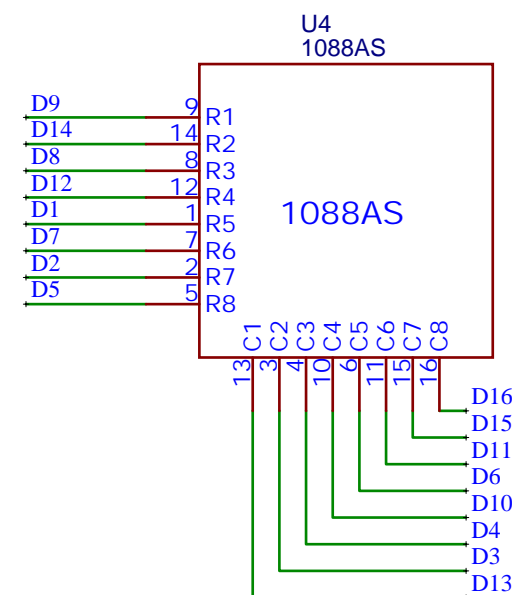 U4
1088AS
D9 9 R1
D14 14 R2
D8 8 R3
D12 12 R4
1088AS
D1 1 R5
D7 7 R6
D2 2 R7
D5 5 R8
C1 C2 C3 C4 C5 C6 C7 C8
13 3 4 10 6 11 15 16
D16
D15
D11
D6
D10
D4
D3
D13